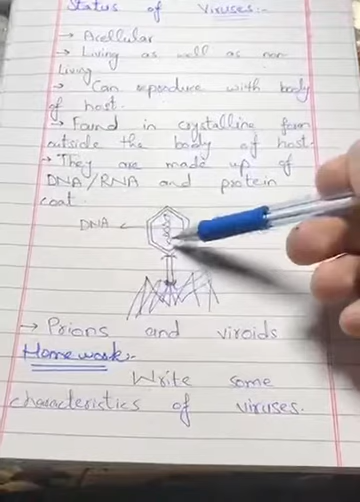 Status of Viruses:-
→ Acellular
→ Living as well as non
Living
→ Can reproduce with body
of host.
→ Found in crystalline form
outside the body of host.
→ They are made up of
DNA/RNA and protein
coat.
DNA
→ Prions and viroids
Homework:-
Write some
characteristics of viruses.